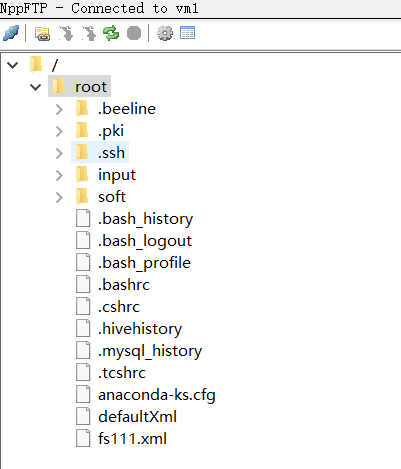 NppFTP - Connected to vm1
/
root
.beeline
.pki
.ssh
input
soft
.bash_history
.bash_logout
.bash_profile
.bashrc
.cshrc
.hivehistory
.mysql_history
.tcshrc
anaconda-ks.cfg
defaultXml
fs111.xml